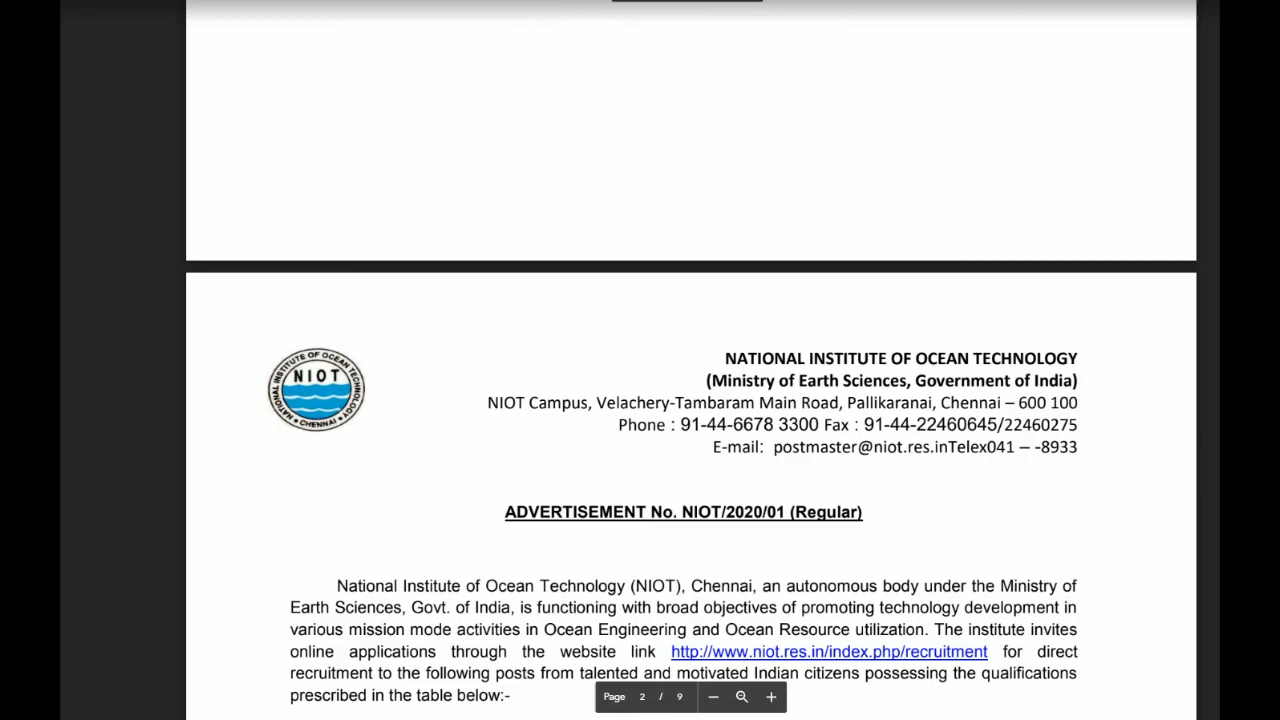 NATIONAL INSTITUTE OF OCEAN TECHNOLOGY
NIOT
CHENNAI
NATIONAL INSTITUTE OF OCEAN TECHNOLOGY
(Ministry of Earth Sciences, Government of India)
NIOT Campus, Velachery-Tambaram Main Road, Pallikaranai, Chennai – 600 100
Phone : 91-44-6678 3300 Fax : 91-44-22460645/22460275
E-mail: postmaster@niot.res.inTelex041 – -8933
ADVERTISEMENT No. NIOT/2020/01 (Regular)
National Institute of Ocean Technology (NIOT), Chennai, an autonomous body under the Ministry of
Earth Sciences, Govt. of India, is functioning with broad objectives of promoting technology development in
various mission mode activities in Ocean Engineering and Ocean Resource utilization. The institute invites
online applications through the website link http://www.niot.res.in/index.php/recruitment for direct
recruitment to the following posts from talented and motivated Indian citizens possessing the qualifications
prescribed in the table below:-
Page 2 / 9